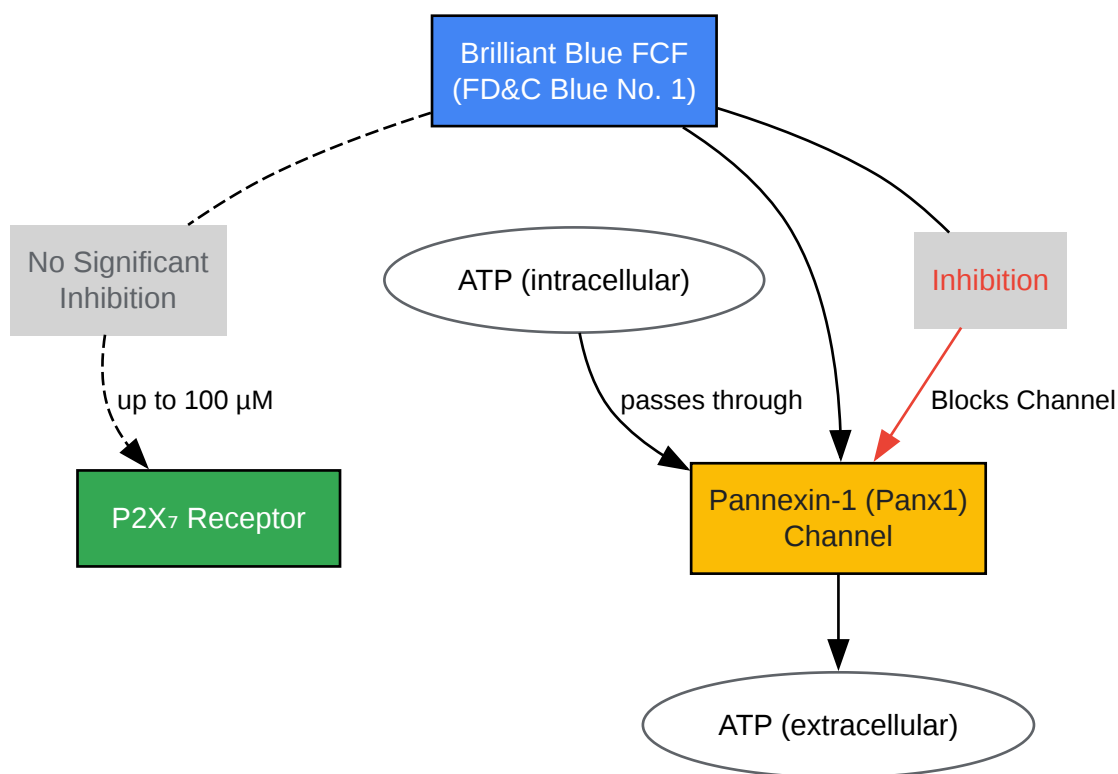 Brilliant Blue FCF
(FD&C Blue No. 1)
No Significant
Inhibition
ATP (intracellular)
Inhibition
up to 100 µM
passes through
Blocks Channel
P2X₇ Receptor
Pannexin-1 (Panx1)
Channel
ATP (extracellular)